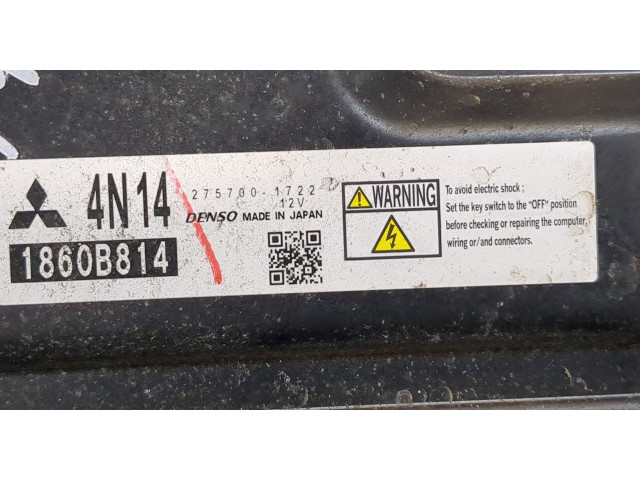 4N14
275700-1722
12V
DENSO MADE IN JAPAN
1860B814
WARNING
To avoid electric shock ;
Set the key switch to the "OFF" position
before checking or repairing the computer,
wiring or/and connectors.